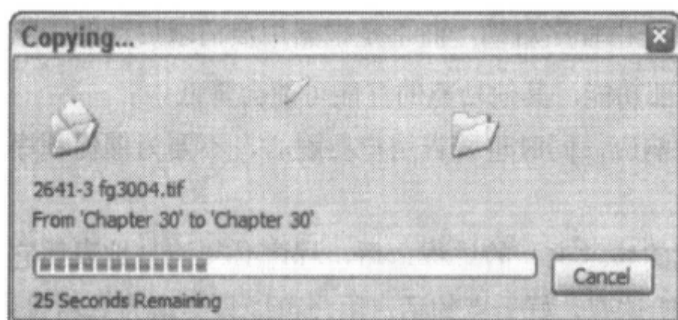 Copying...
2641-3 fg3004.tif
From 'Chapter 30' to 'Chapter 30'
Cancel
25 Seconds Remaining